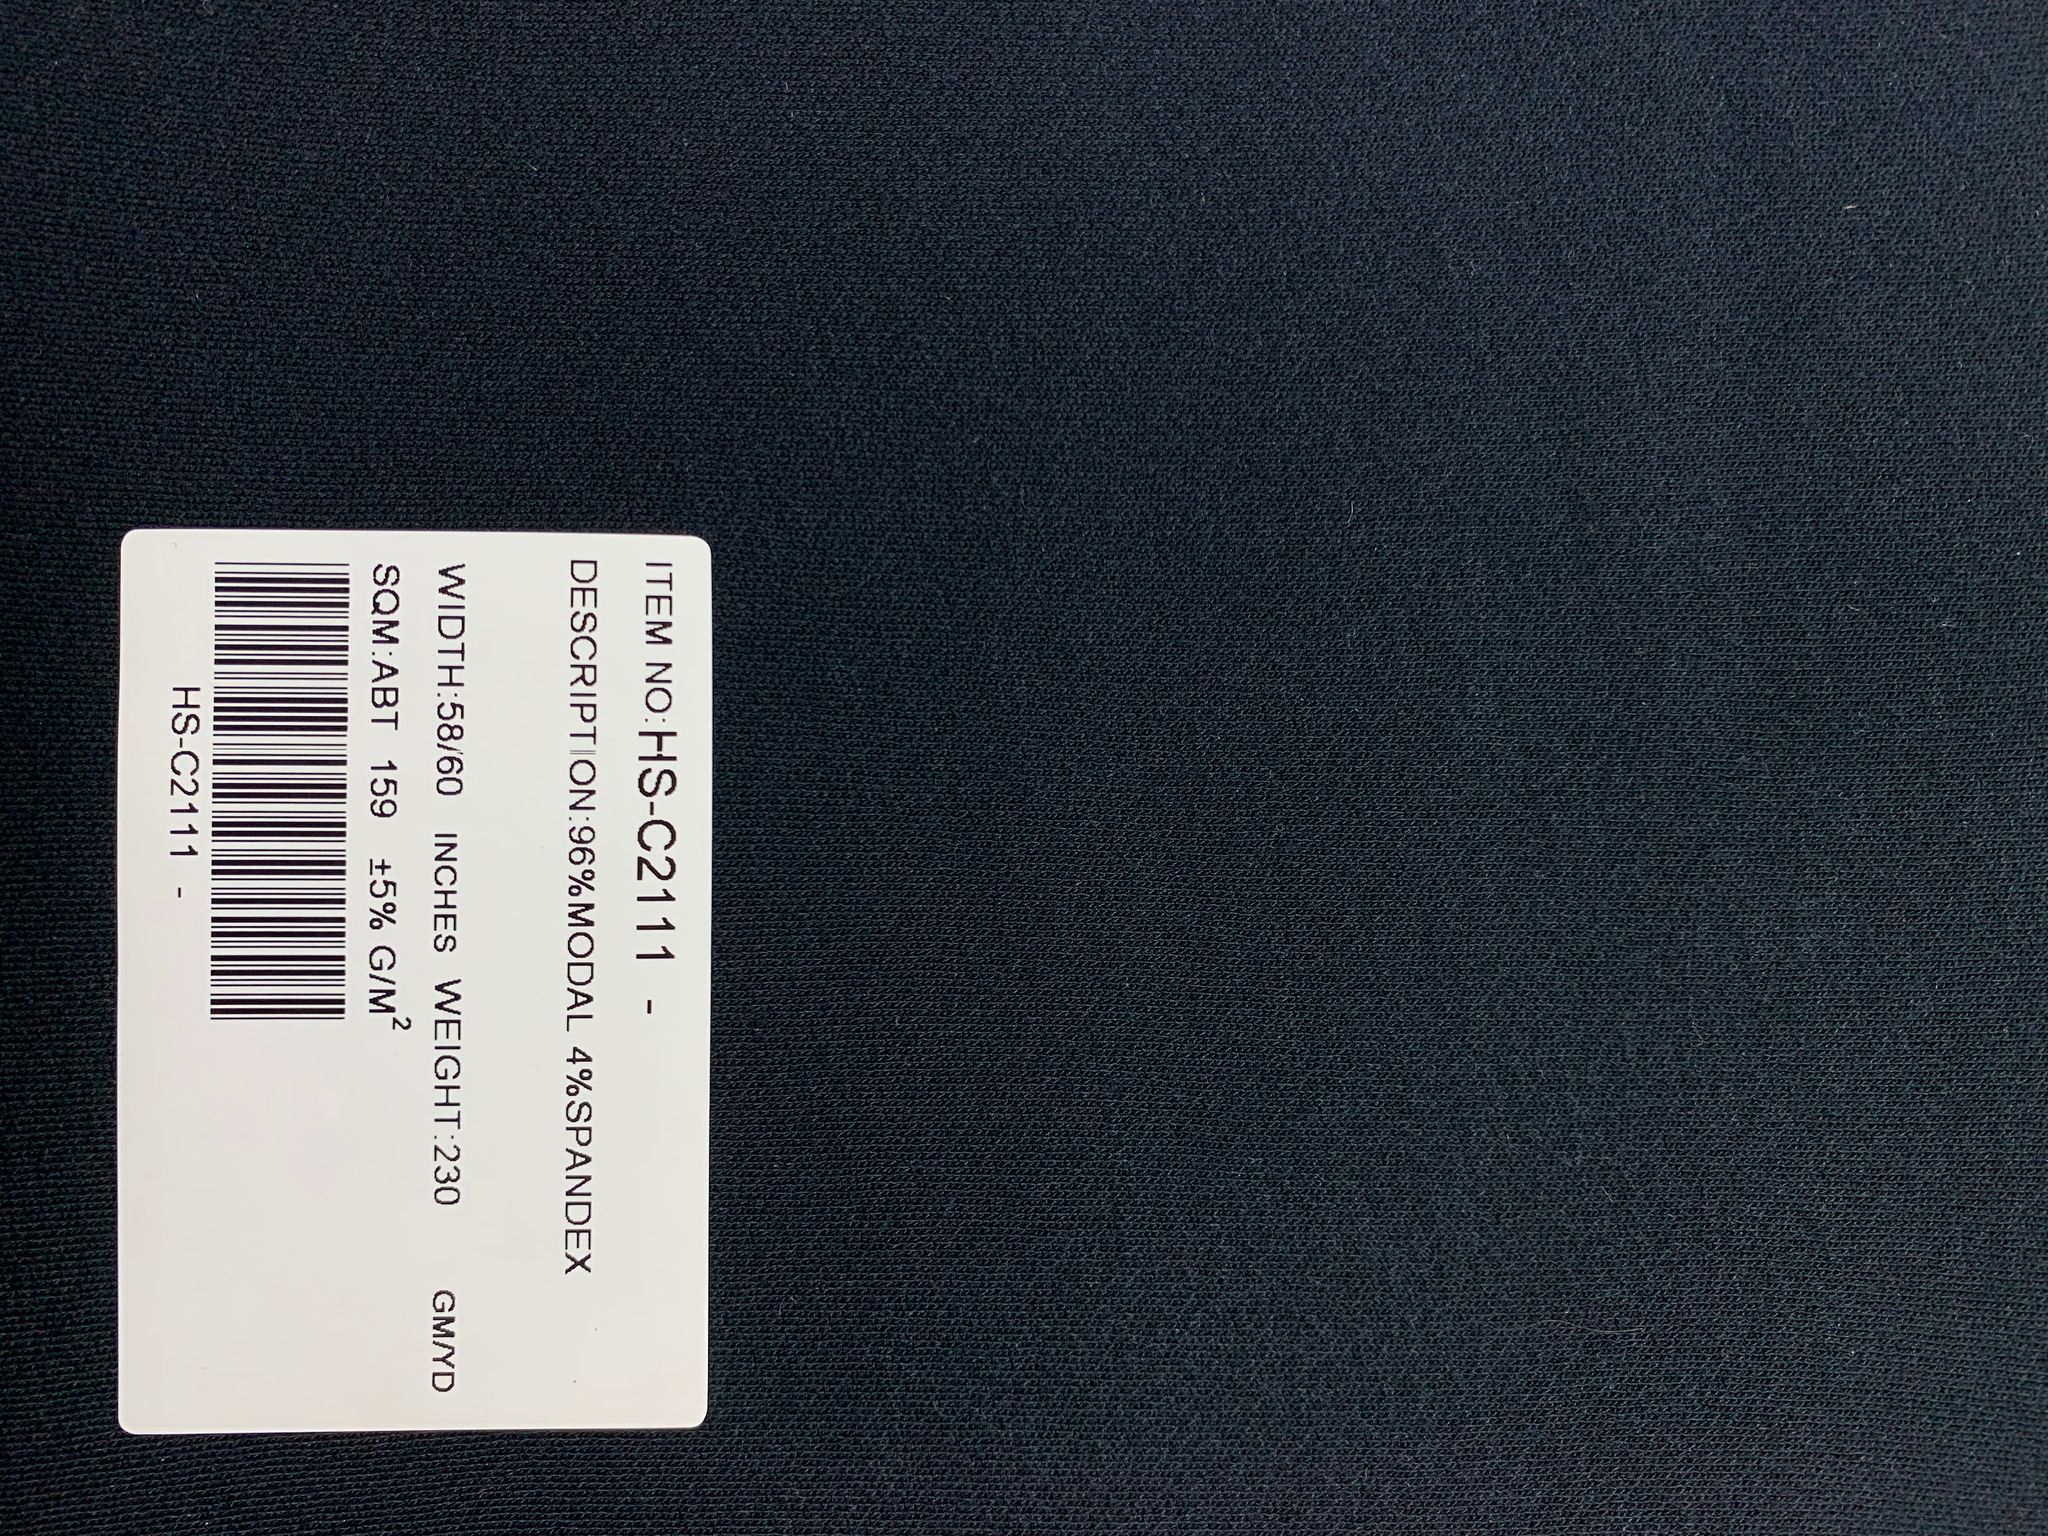 ITEM NO:HS-C2111 -
DESCRIPTION:96%MODAL 4%SPANDEX
WIDTH:58/60 INCHES WEIGHT:230 GM/YD
SQM:ABT 159 ±5% G/M²
HS-C2111 -